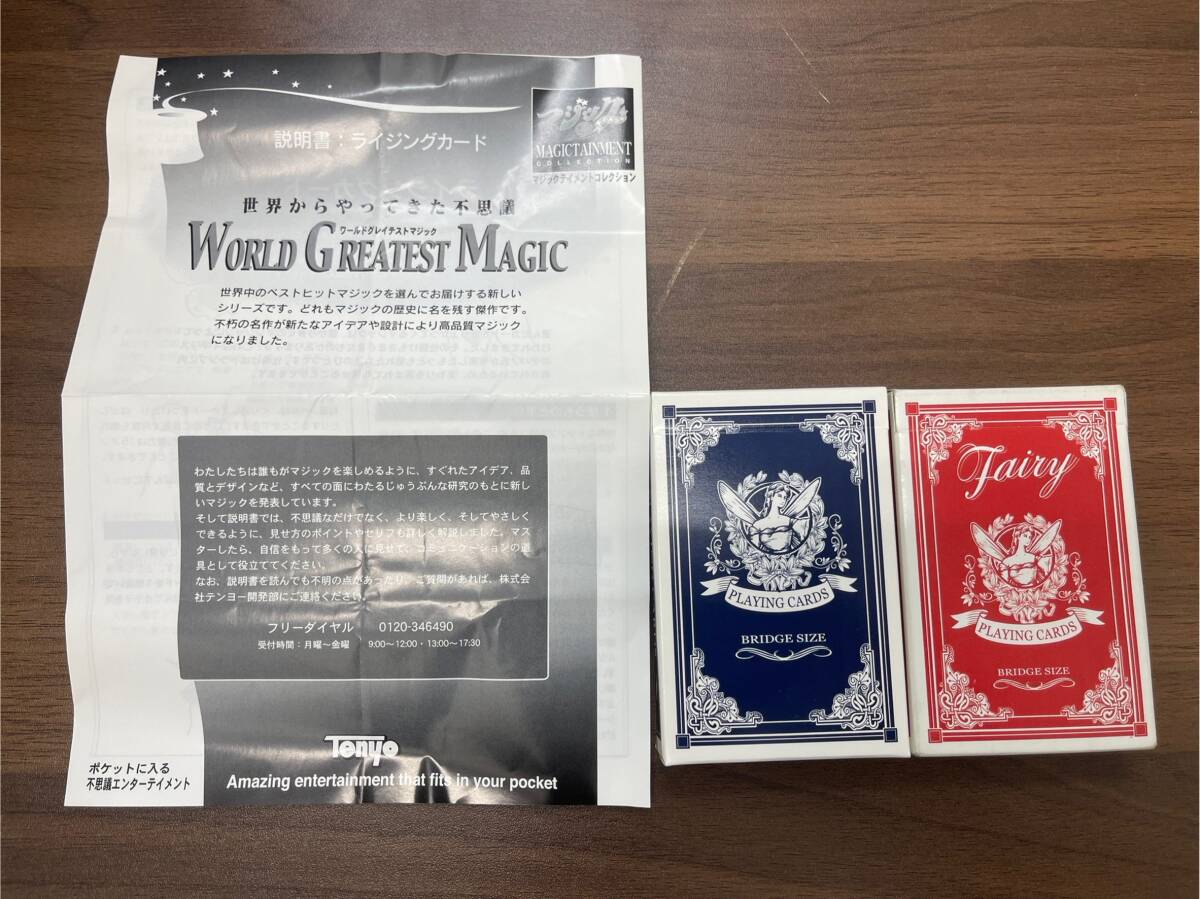 説明書：ライジングカード
MAGICTAINMENT
COLLECTION
マジックテイメントコレクション
世界からやってきた不思議
ワールドグレイテストマジック
WORLD GREATEST MAGIC
世界中のベストヒットマジックを選んでお届けする新しい
シリーズです。どれもマジックの歴史に名を残す傑作です。
不朽の名作が新たなアイデアや設計により高品質マジック
になりました。
わたしたちは誰もがマジックを楽しめるように、すぐれたアイデア、品
質とデザインなど、すべての面にわたるじゅうぶんな研究のもとに新し
いマジックを発表しています。
そして説明書では、不思議なだけでなく、より楽しく、そしてやさしく
できるように、見せ方のポイントやセリフも詳しく解説しました。マス
ターしたら、自信をもって多くの人に見せて、コミュニケーションの道
具として役立ててください。
なお、説明書を読んでも不明の点があったり、ご質問があれば、株式会
社テンヨー開発部にご連絡ください。
フリーダイヤル 0120-346490
受付時間：月曜〜金曜 9:00〜12:00・13:00〜17:30
Tenyo
ポケットに入る
不思議エンターテイメント
Amazing entertainment that fits in your pocket
PLAYING CARDS
BRIDGE SIZE
Fairy
PLAYING CARDS
BRIDGE SIZE